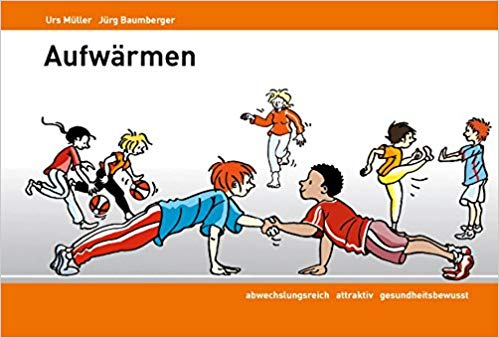 Urs Müller Jürg Baumberger
Aufwärmen
abwechslungsreich attraktiv gesundheitsbewusst